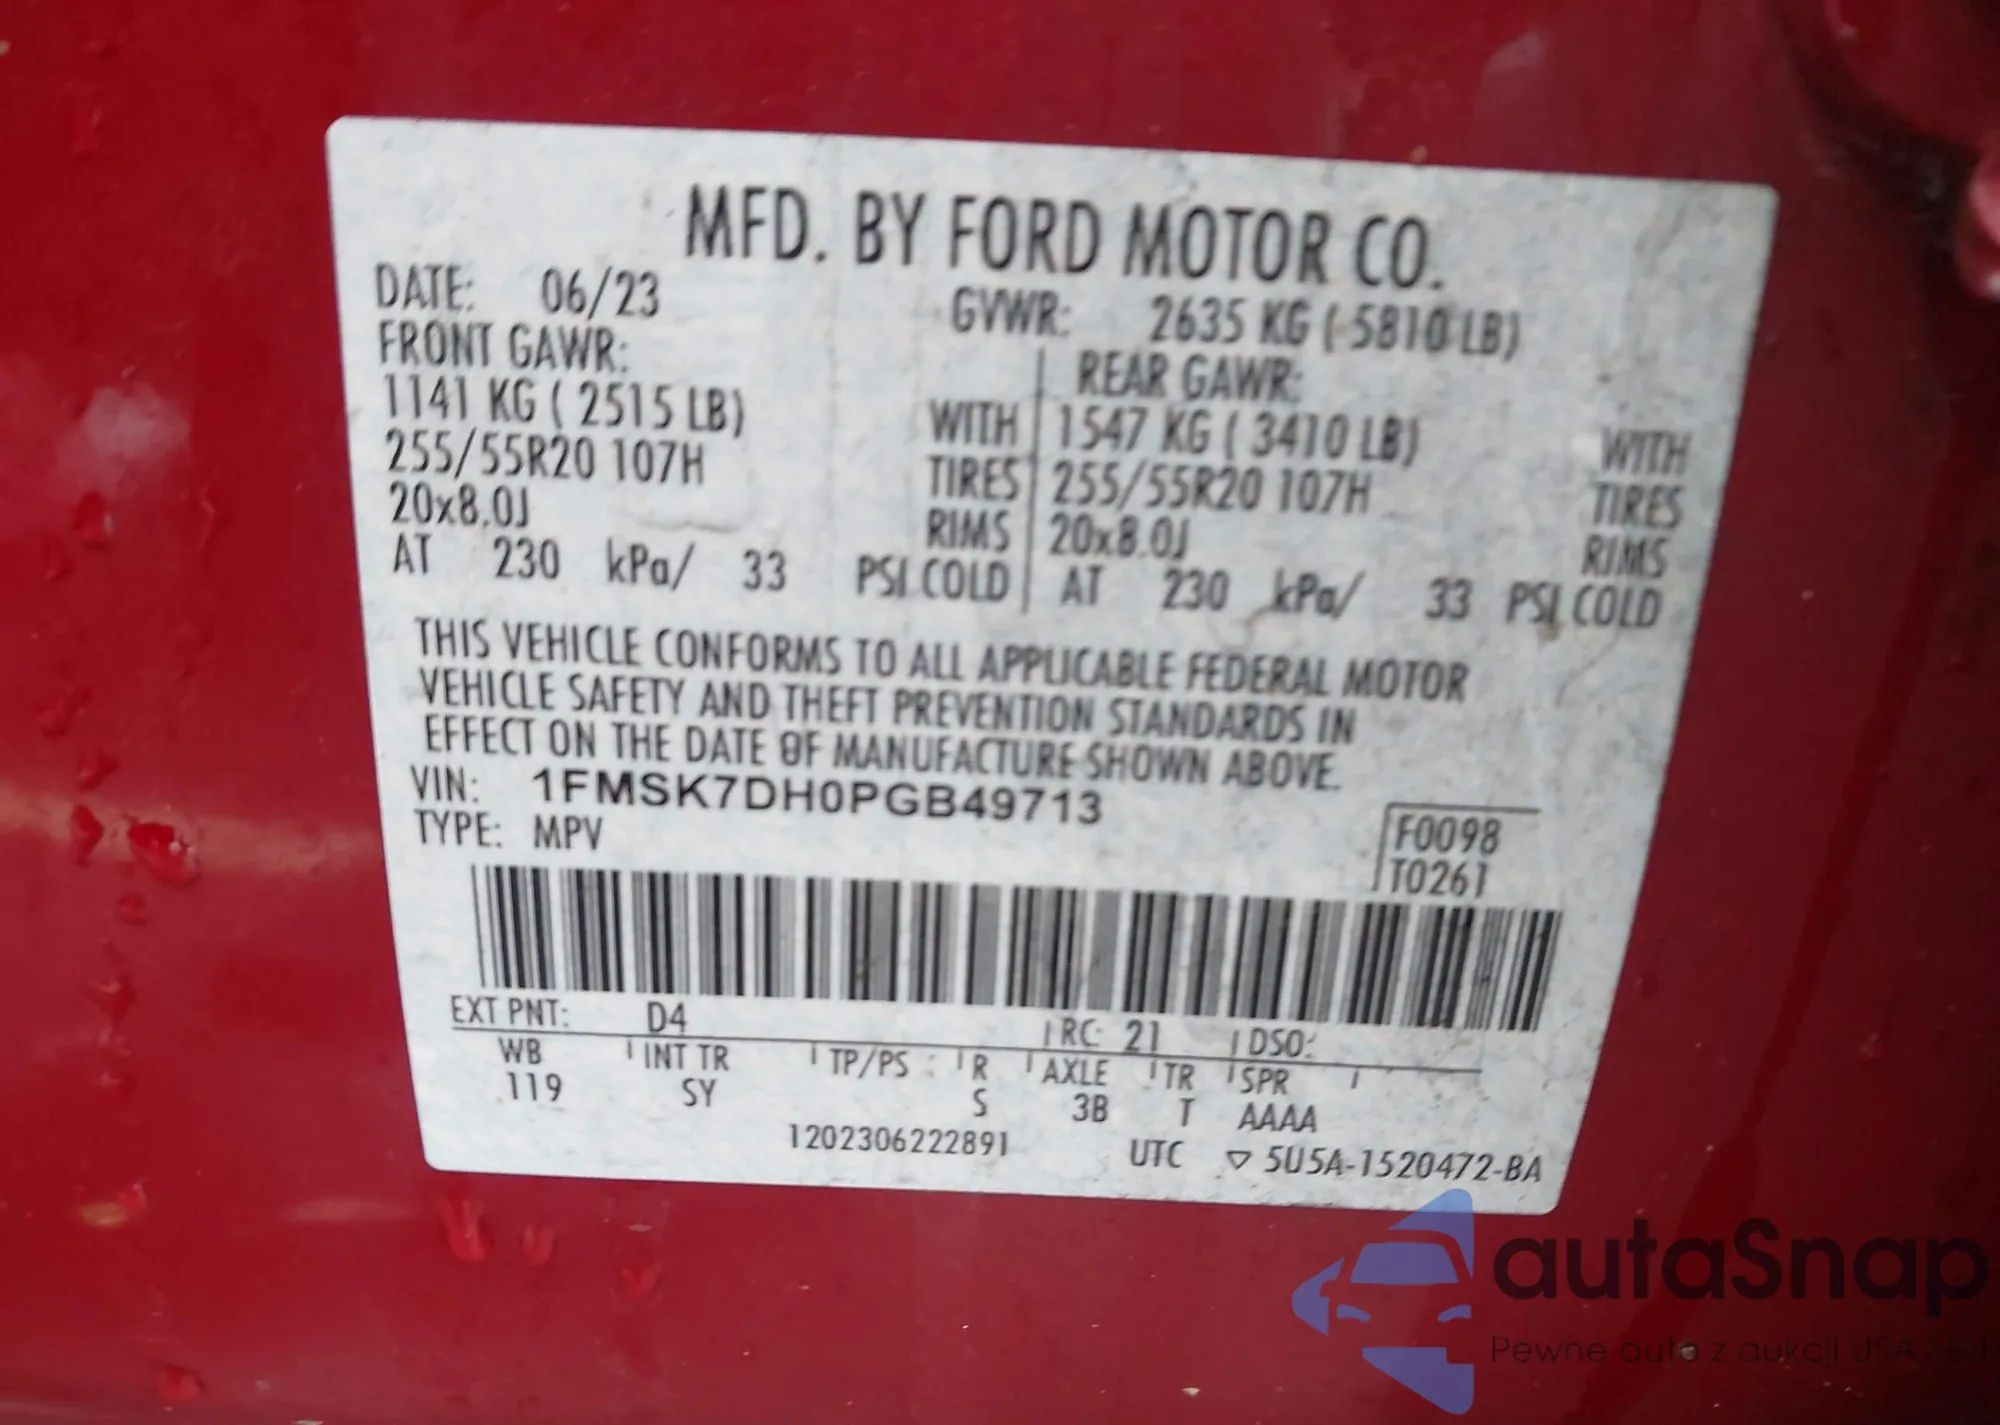 MFD. BY FORD MOTOR CO.
DATE: 06/23 GVWR: 2635 KG ( 5810 LB)
FRONT GAWR: REAR GAWR:
1141 KG ( 2515 LB) WITH 1547 KG ( 3410 LB) WITH
255/55R20 107H TIRES 255/55R20 107H TIRES
20x8.0J RIMS 20x8.0J RIMS
AT 230 kPa/ 33 PSI COLD AT 230 kPa/ 33 PSI COLD
THIS VEHICLE CONFORMS TO ALL APPLICABLE FEDERAL MOTOR
VEHICLE SAFETY AND THEFT PREVENTION STANDARDS IN
EFFECT ON THE DATE OF MANUFACTURE SHOWN ABOVE.
VIN: 1FMSK7DH0PGB49713
TYPE: MPV F0098
T0261
EXT PNT: D4 RC: 21 DSO:
WB INT TR TP/PS R AXLE TR SPR
119 SY S 3B T AAAA
1202306222891 UTC ▽ 5U5A-1520472-BA
autaSnap
Pewne auta z aukcji USA / EU